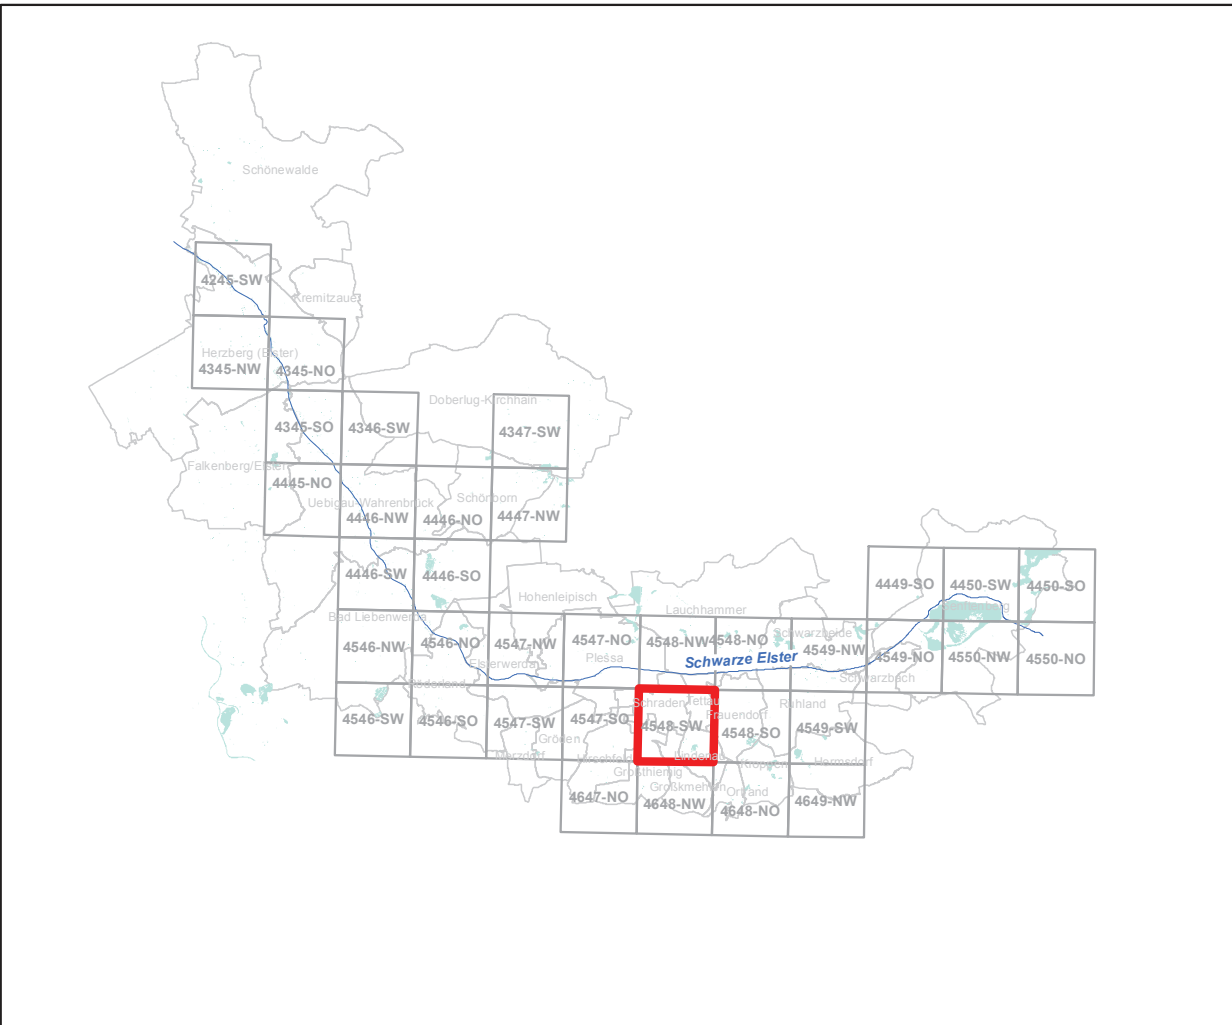 Schönewalde
4245-SW
Kremitzaue
Herzberg (Elster)
4345-NW
4345-NO
Doberlug-Kirchhain
4345-SO
4346-SW
4347-SW
Falkenberg/Elster
4445-NO
Uebigau-Wahrenbrück
Schönborn
4446-NW
4446-NO
4447-NW
4446-SW
4446-SO
4449-SO
4450-SW
4450-SO
Hohenleipisch
Lauchhammer
Bad Liebenwerda
Schwarzheide
4546-NW
4546-NO
4547-NW
4547-NO
4548-NW
4548-NO
4549-NW
4549-NO
4550-NW
4550-NO
Elsterwerda
Plessa
Schwarze Elster
Schwarzbach
Röderland
Schraden
Tettau
Frauendorf
Ruhland
4546-SW
4546-SO
4547-SW
4547-SO
4548-SW
4548-SO
4549-SW
Gröden
Merzdorf
Hirschfeld
Lindenau
Kroppen
Hermsdorf
Großthiemig
Großkmehlen
Ortrand
4647-NO
4648-NW
4648-NO
4649-NW